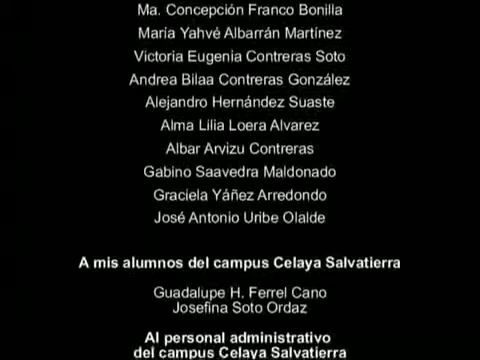 Ma. Concepción Franco Bonilla
María Yahvé Albarrán Martínez
Victoria Eugenia Contreras Soto
Andrea Bilaa Contreras González
Alejandro Hernández Suaste
Alma Lilia Loera Alvarez
Albar Arvizu Contreras
Gabino Saavedra Maldonado
Graciela Yáñez Arredondo
José Antonio Uribe Olalde
A mis alumnos del campus Celaya Salvatierra
Guadalupe H. Ferrel Cano
Josefina Soto Ordaz
Al personal administrativo
del campus Celaya Salvatierra